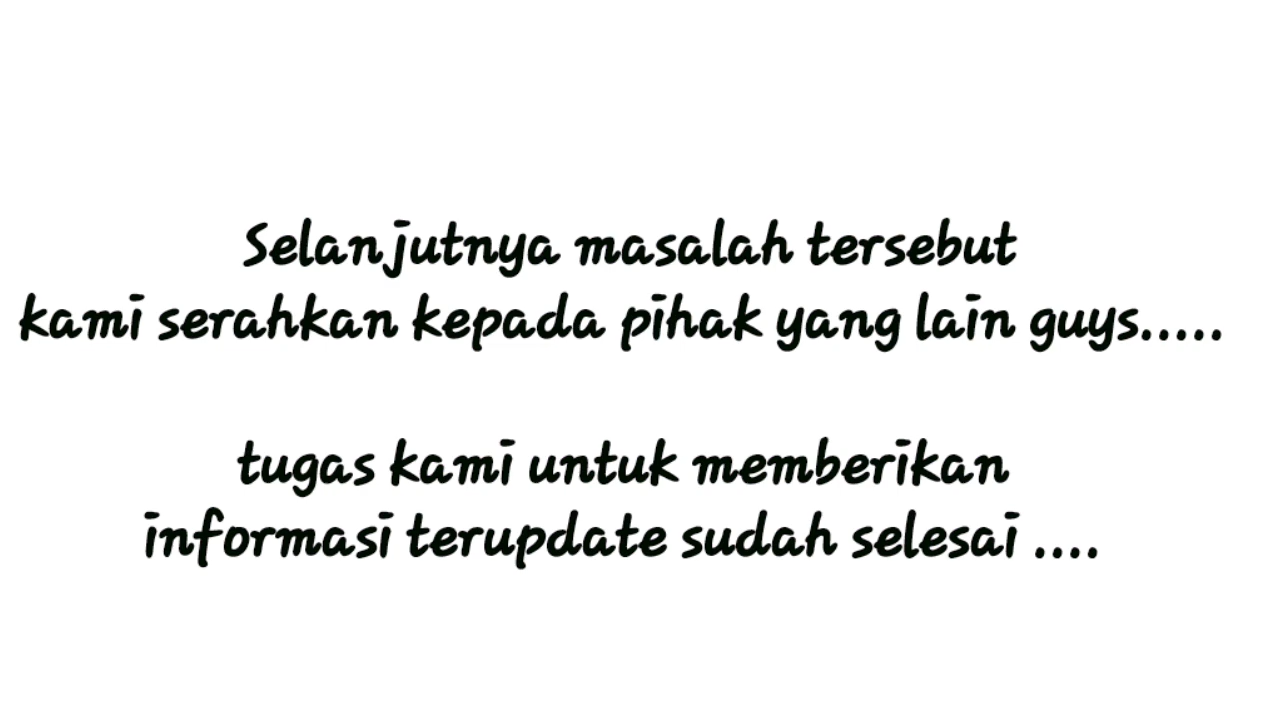 Selanjutnya masalah tersebut
kami serahkan kepada pihak yang lain guys.....
tugas kami untuk memberikan
informasi terupdate sudah selesai ....